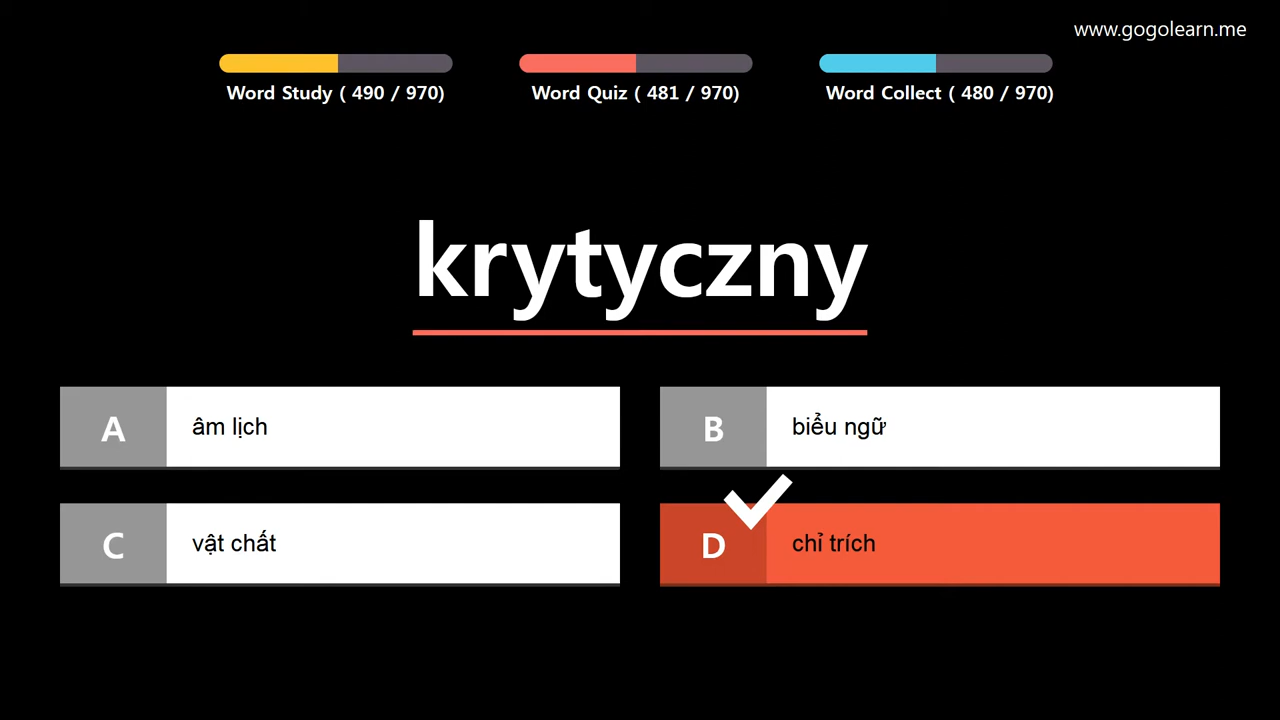 www.gogolearn.me
Word Study ( 490 / 970)
Word Quiz ( 481 / 970)
Word Collect ( 480 / 970)
krytyczny
A
âm lịch
B
biểu ngữ
C
vật chất
D
chỉ trích